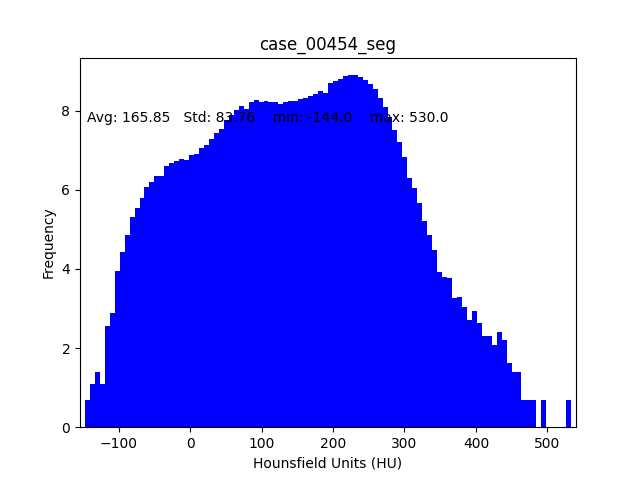 case_00454_seg
Avg: 165.85 Std: 83.76 min: -144.0 max: 530.0
8
6
4
2
0
Frequency
−100 0 100 200 300 400 500
Hounsfield Units (HU)